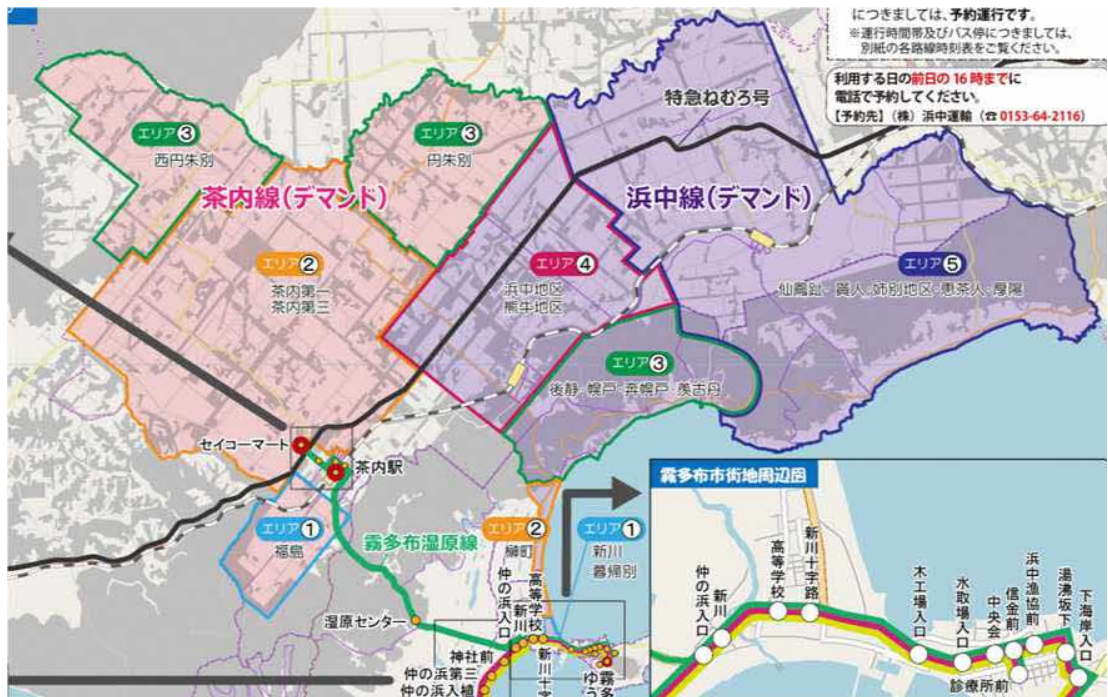 につきましては、予約運行です。
※運行時間帯及びバス停につきましては、
別紙の各路線時刻表をご覧ください。
利用する日の前日の16時までに
電話で予約してください。
【予約先】（株）浜中運輸（☎ 0153-64-2116）
特急ねむろ号
エリア③
西円朱別
エリア③
円朱別
茶内線（デマンド）
浜中線（デマンド）
エリア②
茶内第一
茶内第三
エリア④
浜中地区
熊牛地区
エリア⑤
仙鳳趾・貰人・姉別地区・恵茶人・厚陽
エリア③
後静・幌戸・奔幌戸・羨古丹
セイコーマート
茶内駅
エリア①
福島
霧多布湿原線
エリア②
榊町
エリア①
新川
暮帰別
湿原センター
仲の浜入口
新川
高等学校
新川十字
神社前
仲の浜第三
仲の浜入植
霧多
ゆう
霧多布市街地周辺図
仲の浜入口
新川
高等学校
新川十字路
木工場入口
水取場入口
中央会
信金前
浜中漁協前
湯沸坂下
下海岸入口
診療所前